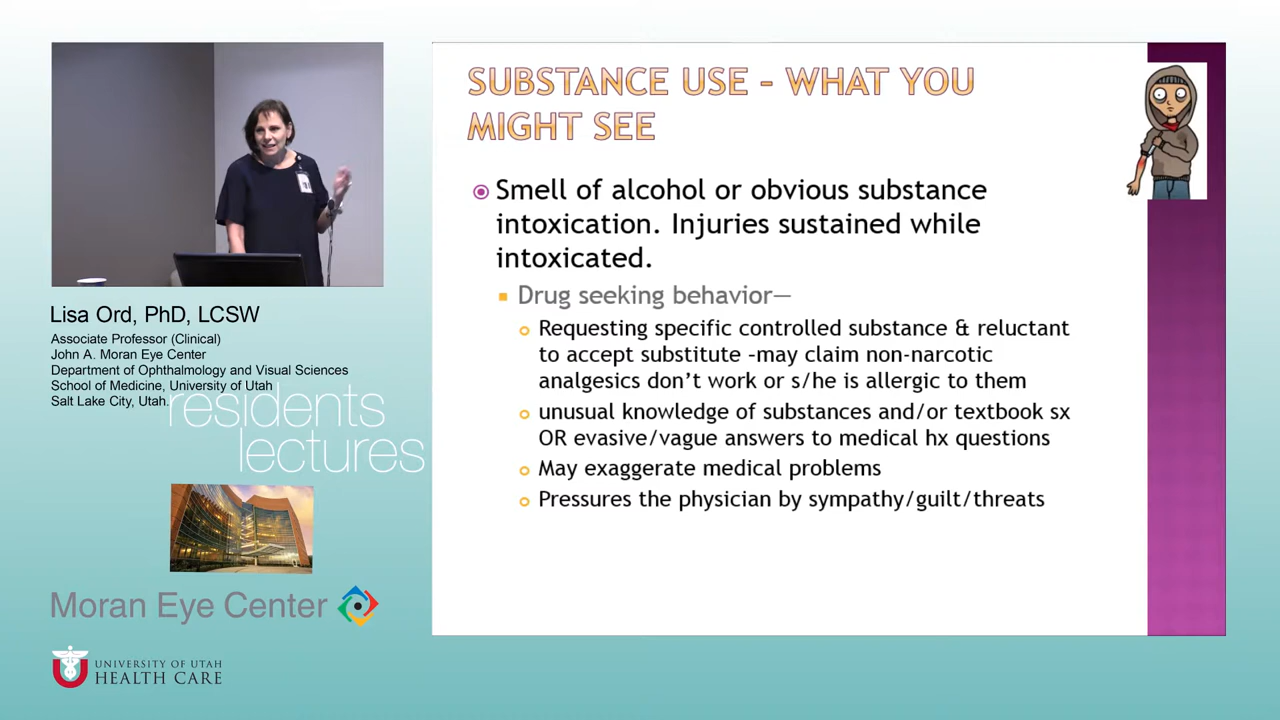 SUBSTANCE USE – WHAT YOU
MIGHT SEE
Smell of alcohol or obvious substance
intoxication. Injuries sustained while
intoxicated.
Drug seeking behavior—
Requesting specific controlled substance & reluctant
to accept substitute –may claim non-narcotic
analgesics don’t work or s/he is allergic to them
unusual knowledge of substances and/or textbook sx
OR evasive/vague answers to medical hx questions
May exaggerate medical problems
Pressures the physician by sympathy/guilt/threats
Lisa Ord, PhD, LCSW
Associate Professor (Clinical)
John A. Moran Eye Center
Department of Ophthalmology and Visual Sciences
School of Medicine, University of Utah
Salt Lake City, Utah.
residents
lectures
Moran Eye Center
UNIVERSITY OF UTAH
HEALTH CARE